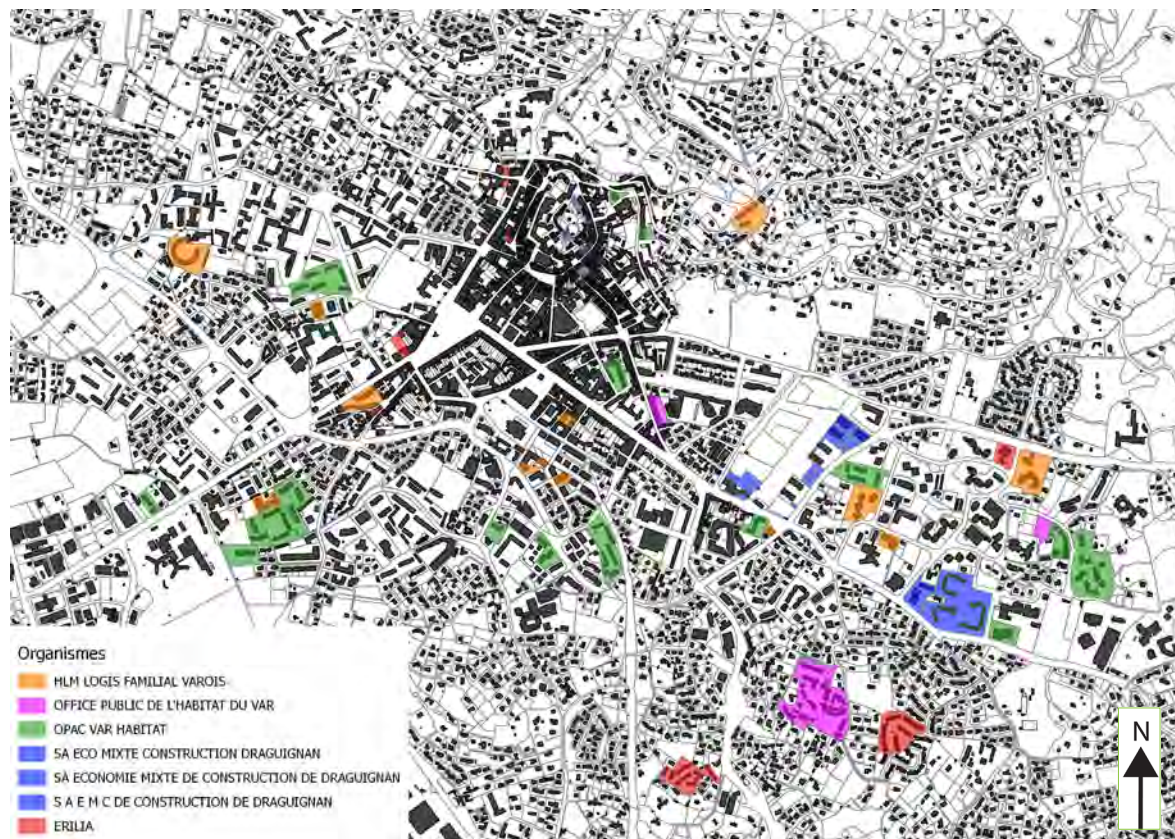 Organismes
HLM LOGIS FAMILIAL VAROIS
OFFICE PUBLIC DE L'HABITAT DU VAR
OPAC VAR HABITAT
SA ECO MIXTE CONSTRUCTION DRAGUIGNAN
SA ECONOMIE MIXTE DE CONSTRUCTION DE DRAGUIGNAN
S A E M C DE CONSTRUCTION DE DRAGUIGNAN
ERILIA
N